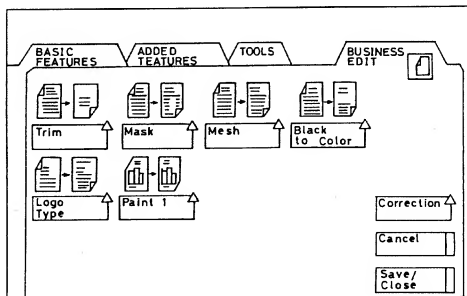 BASIC
FEATURES
ADDED
TEATURES
TOOLS
BUSINESS
EDIT
Trim
Mask
Mesh
Black
to Color
Logo
Type
Paint 1
Correction
Cancel
Save/
Close